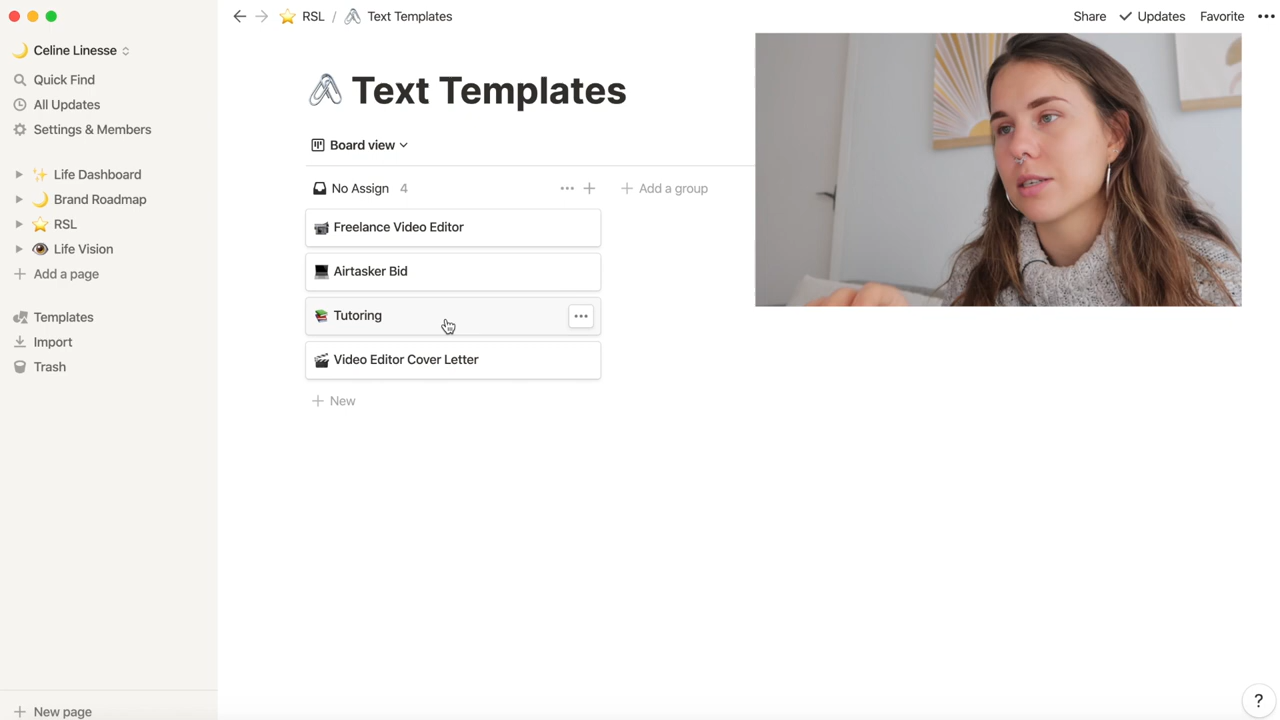 Celine Linesse
Quick Find
All Updates
Settings & Members
Life Dashboard
Brand Roadmap
RSL
Life Vision
Add a page
Templates
Import
Trash
New page
RSL / Text Templates
Share Updates Favorite
Text Templates
Board view
No Assign 4
Add a group
Freelance Video Editor
Airtasker Bid
Tutoring
Video Editor Cover Letter
New
?